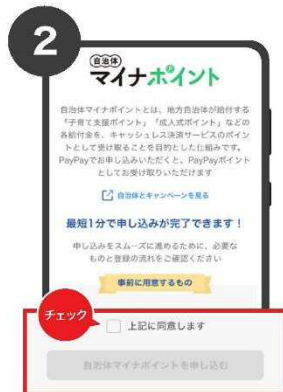 2
自治体
マイナポイント
自治体マイナポイントとは、地方自治体が給付する
「子育て支援ポイント」「成人式ポイント」などの
各給付金を、キャッシュレス決済サービスのポイン
トとして受け取ることを目的とした仕組みです。
PayPayでお申し込みいただくと、PayPayポイント
としてお受け取りいただけます
自治体とキャンペーンを見る
最短1分で申し込みが完了できます！
申し込みをスムーズに進めるために、必要な
ものと登録の流れをご確認ください
事前に用意するもの
チェック
上記に同意します
自治体マイナポイントを申し込む